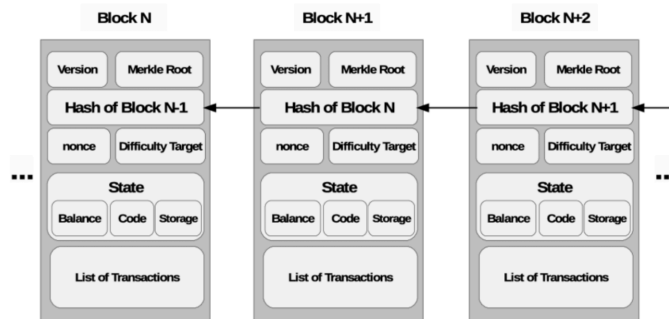 Block N
Block N+1
Block N+2
Version
Merkle Root
Version
Merkle Root
Version
Merkle Root
Hash of Block N-1
Hash of Block N
Hash of Block N+1
nonce
Difficulty Target
nonce
Difficulty Target
nonce
Difficulty Target
...
...
State
State
State
Balance
Code
Storage
Balance
Code
Storage
Balance
Code
Storage
List of Transactions
List of Transactions
List of Transactions